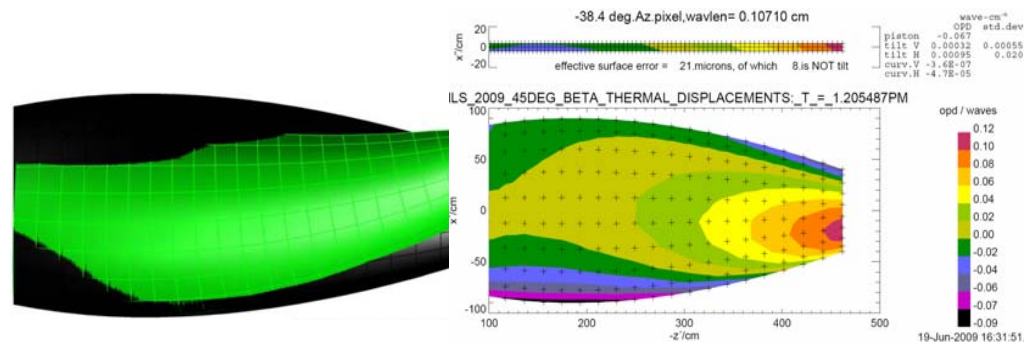 -38.4 deg.Az.pixel,wavlen= 0.10710 cm
wave-cm⁻ⁿ
OPD std.dev
piston -0.067
tilt V 0.00032 0.00055
tilt H 0.00095 0.020
curv.V -3.6E-07
curv.H -4.7E-05
20
0
-20
x″/cm
effective surface error = 21.microns, of which 8.is NOT tilt
ILS_2009_45DEG_BETA_THERMAL_DISPLACEMENTS:_T_=_1.205487PM
opd / waves
0.12
0.10
0.06
0.04
0.02
0.00
-0.02
-0.04
-0.06
-0.07
-0.09
50
0
-50
-100
x″/cm
100
200
300
400
500
-z″/cm
19-Jun-2009 16:31:51.